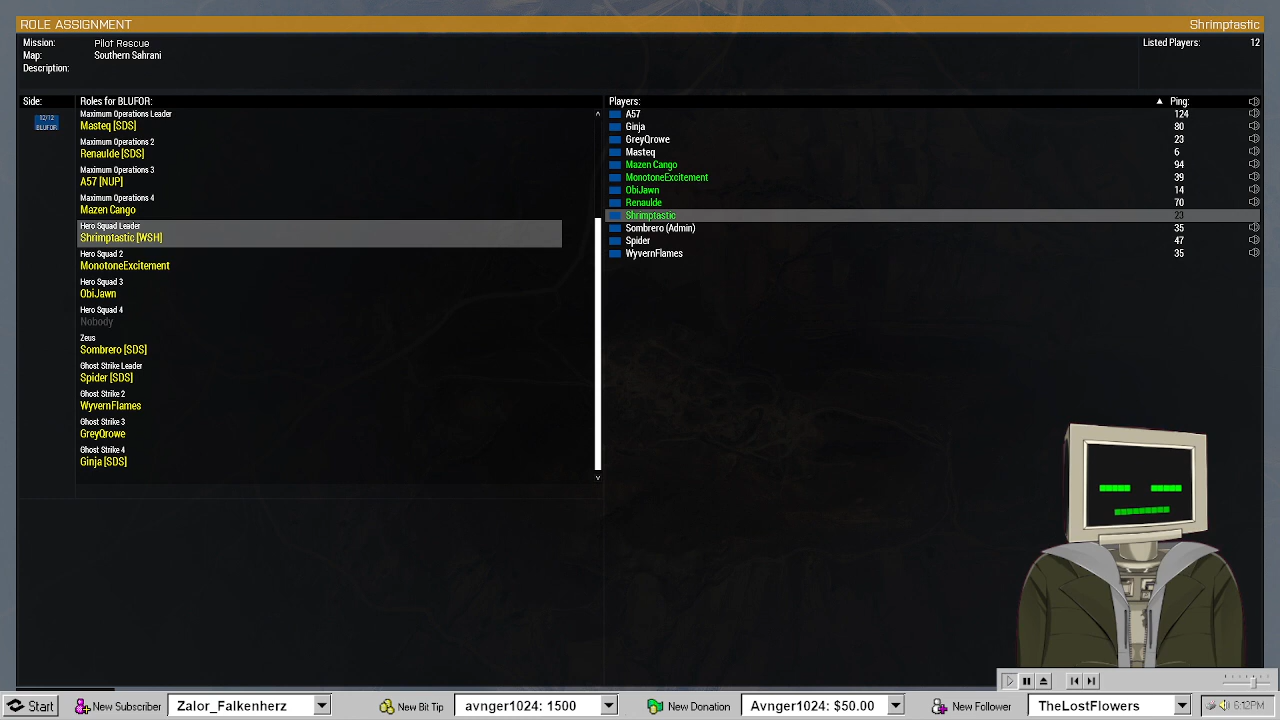 ROLE ASSIGNMENT Shrimptastic
Mission: Pilot Rescue Listed Players: 12
Map: Southern Sahrani
Description:
Side: Roles for BLUFOR:
12/12
BLUFOR
Maximum Operations Leader
Masteq [SDS]
Maximum Operations 2
Renaulde [SDS]
Maximum Operations 3
A57 [NUP]
Maximum Operations 4
Mazen Cango
Hero Squad Leader
Shrimptastic [WSH]
Hero Squad 2
MonotoneExcitement
Hero Squad 3
ObiJawn
Hero Squad 4
Nobody
Zeus
Sombrero [SDS]
Ghost Strike Leader
Spider [SDS]
Ghost Strike 2
WyvernFlames
Ghost Strike 3
GreyQrowe
Ghost Strike 4
Ginja [SDS]
Players: Ping:
A57 124
Ginja 80
GreyQrowe 23
Masteq 6
Mazen Cango 94
MonotoneExcitement 39
ObiJawn 14
Renaulde 70
Shrimptastic 23
Sombrero (Admin) 35
Spider 47
WyvernFlames 35
Start New Subscriber Zalor_Falkenherz New Bit Tip avnger1024: 1500 New Donation Avnger1024: $50.00 New Follower TheLostFlowers 6:12PM